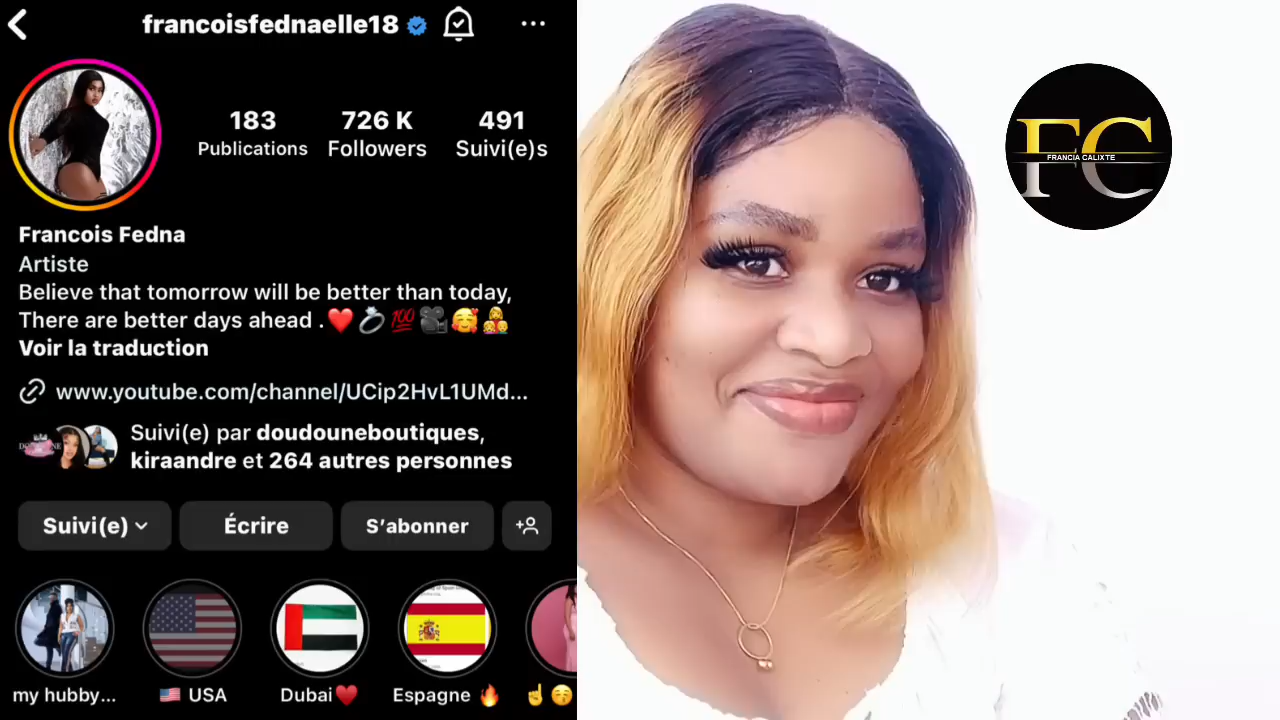 francoisfednaelle18
183
Publications
726 K
Followers
491
Suivi(e)s
Francois Fedna
Artiste
Believe that tomorrow will be better than today,
There are better days ahead .❤️💍💯🎥🥰👩‍👧‍👦
Voir la traduction
www.youtube.com/channel/UCip2HvL1UMd...
Suivi(e) par doudouneboutiques,
kiraandre et 264 autres personnes
Suivi(e)
Écrire
S’abonner
my hubby...
🇺🇸 USA
Dubai♥️
Espagne 🔥
☝️😚
FC
FRANCIA CALIXTE